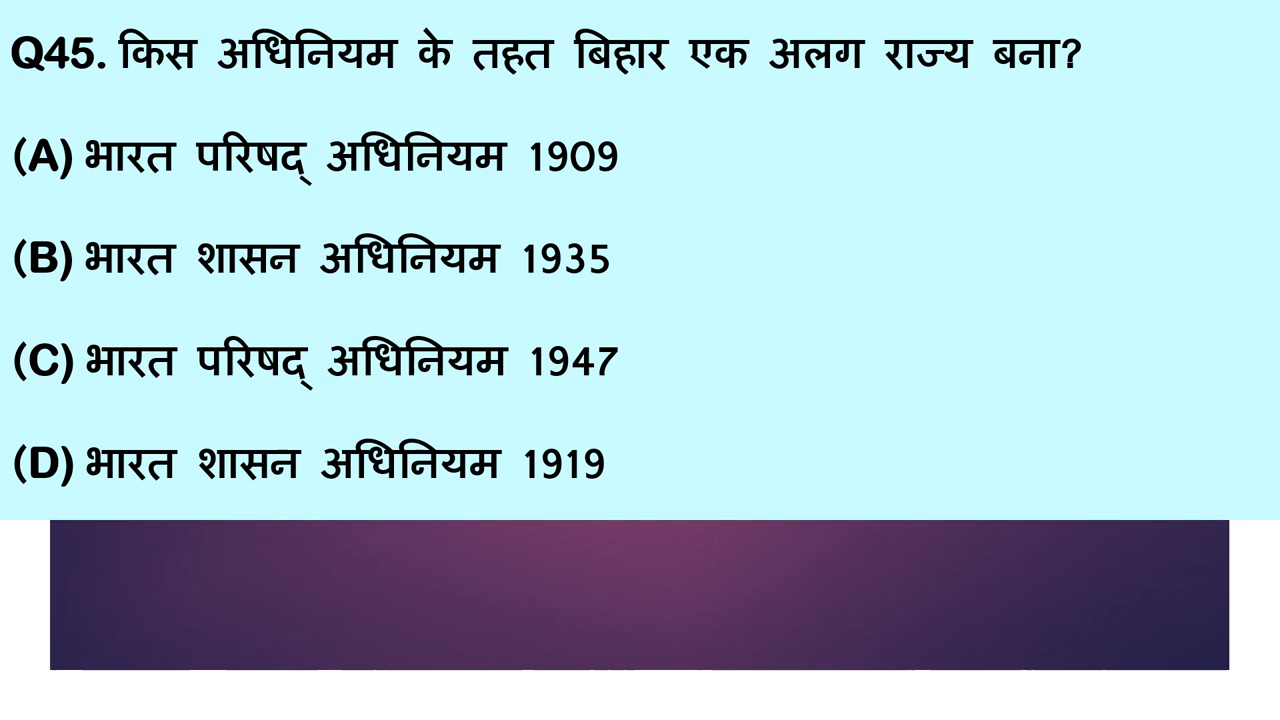 Q45. किस अधिनियम के तहत बिहार एक अलग राज्य बना?
(A) भारत परिषद् अधिनियम 1909
(B) भारत शासन अधिनियम 1935
(C) भारत परिषद् अधिनियम 1947
(D) भारत शासन अधिनियम 1919